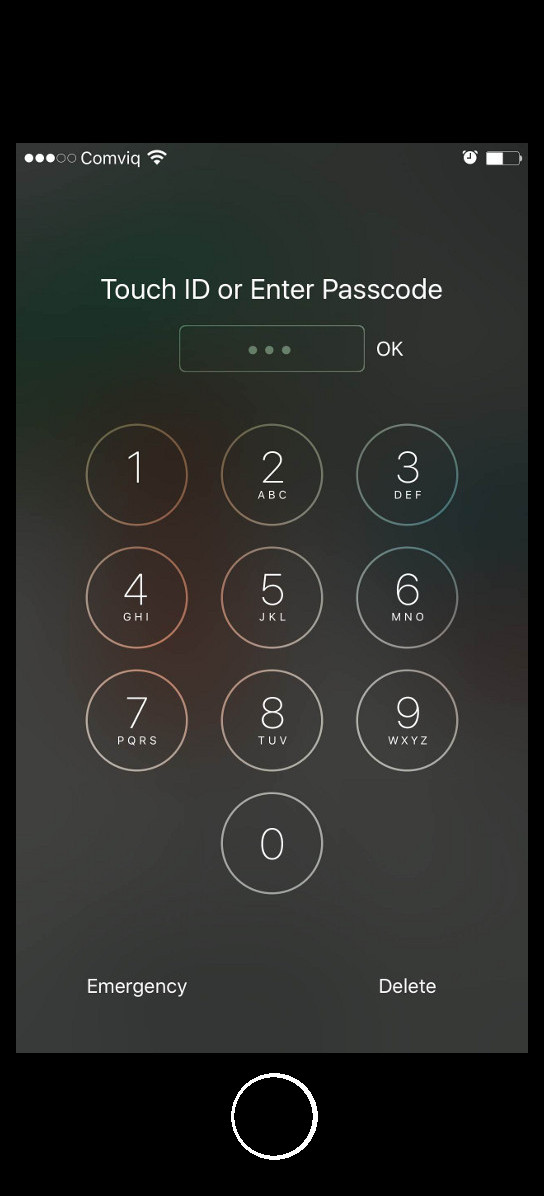 Comviq
Touch ID or Enter Passcode
OK
1
2
ABC
3
DEF
4
GHI
5
JKL
6
MNO
7
PQRS
8
TUV
9
WXYZ
0
Emergency
Delete